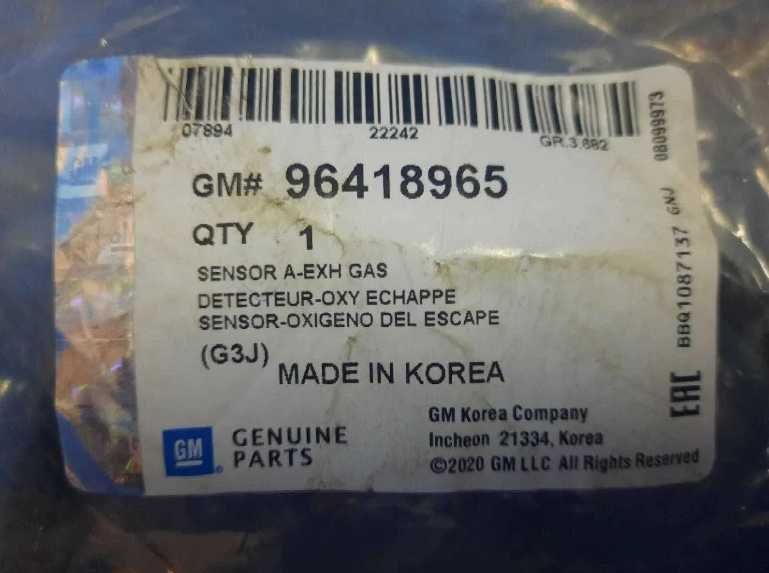 07894 22242 GR.3.682
GM# 96418965
QTY 1
SENSOR A-EXH GAS
DETECTEUR-OXY ECHAPPE
SENSOR-OXIGENO DEL ESCAPE
(G3J) MADE IN KOREA
GM GENUINE PARTS
GM Korea Company
Incheon 21334, Korea
©2020 GM LLC All Rights Reserved
08099973
BBQ1087137 GNJ
EAC